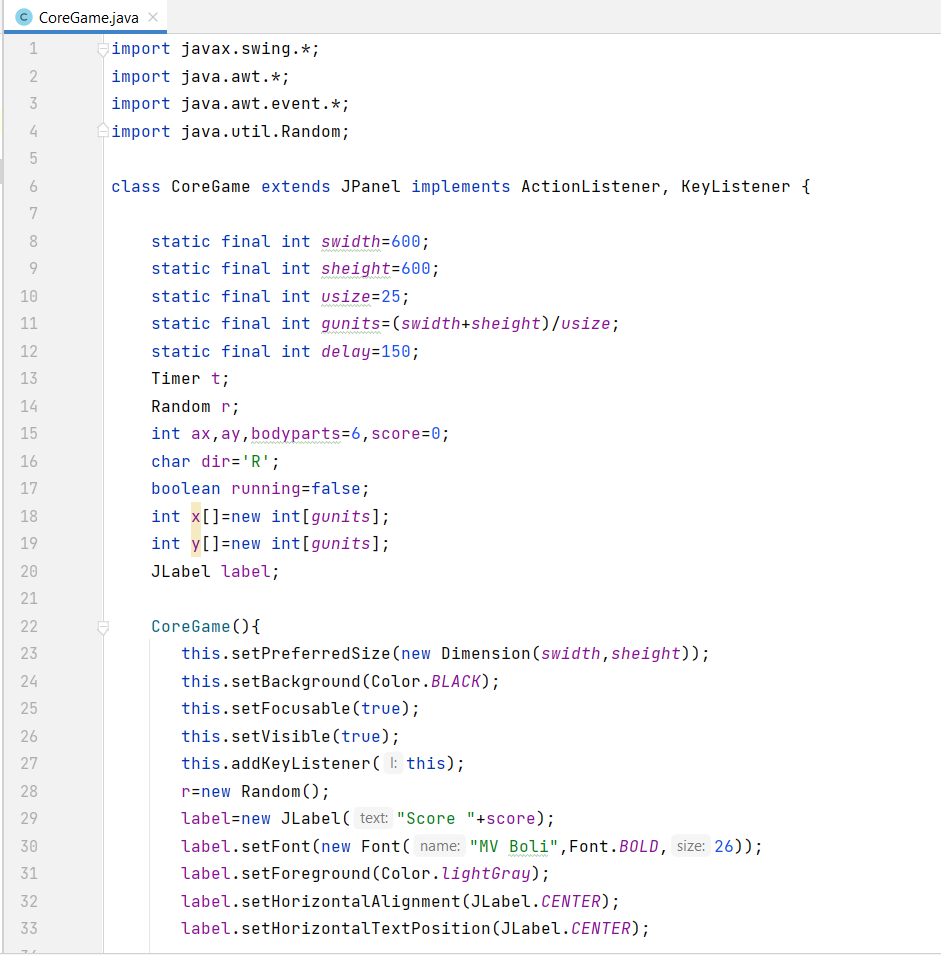 CoreGame.java
1 import javax.swing.*;
2 import java.awt.*;
3 import java.awt.event.*;
4 import java.util.Random;
5
6 class CoreGame extends JPanel implements ActionListener, KeyListener {
7
8 static final int swidth=600;
9 static final int sheight=600;
10 static final int usize=25;
11 static final int gunits=(swidth+sheight)/usize;
12 static final int delay=150;
13 Timer t;
14 Random r;
15 int ax,ay,bodyparts=6,score=0;
16 char dir='R';
17 boolean running=false;
18 int x[]=new int[gunits];
19 int y[]=new int[gunits];
20 JLabel label;
21
22 CoreGame(){
23 this.setPreferredSize(new Dimension(swidth,sheight));
24 this.setBackground(Color.BLACK);
25 this.setFocusable(true);
26 this.setVisible(true);
27 this.addKeyListener( l: this);
28 r=new Random();
29 label=new JLabel( text: "Score "+score);
30 label.setFont(new Font( name: "MV Boli",Font.BOLD, size: 26));
31 label.setForeground(Color.lightGray);
32 label.setHorizontalAlignment(JLabel.CENTER);
33 label.setHorizontalTextPosition(JLabel.CENTER);